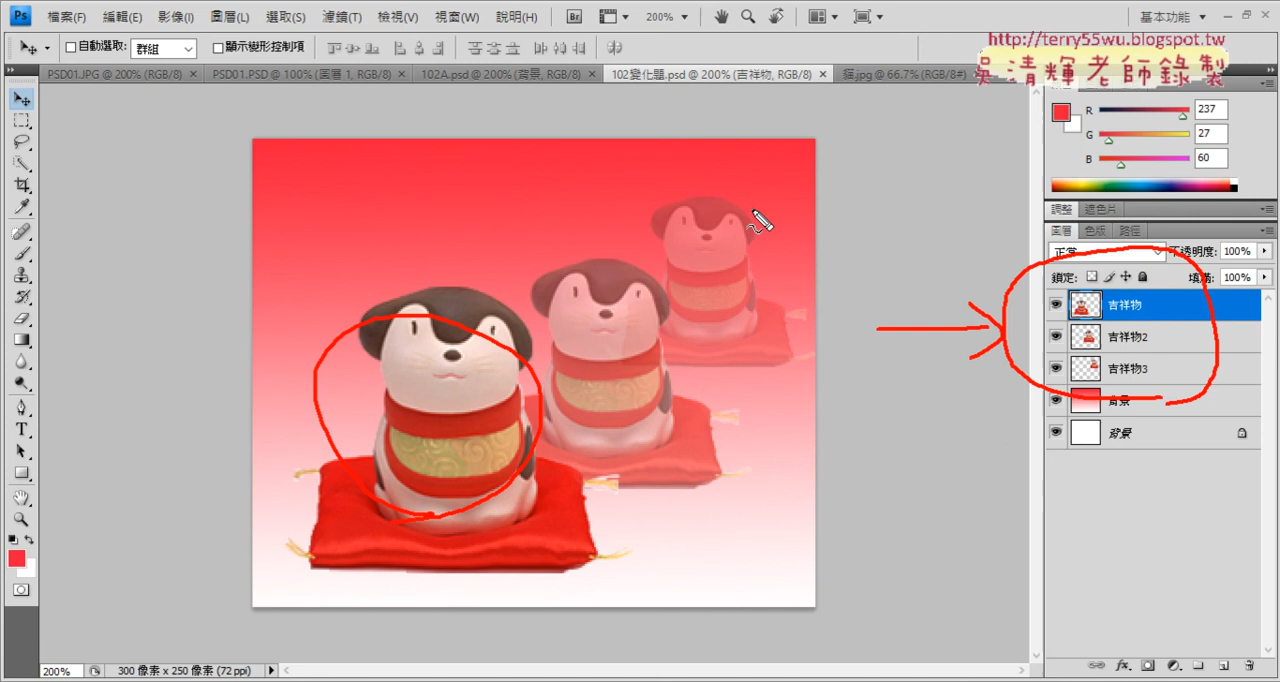 Ps 檔案(F) 編輯(E) 影像(I) 圖層(L) 選取(S) 濾鏡(T) 檢視(V) 視窗(W) 說明(H) Br 200% 基本功能
自動選取: 群組 顯示變形控制項
http://terry55wu.blogspot.tw
吳清輝老師錄製
PSD01.JPG @ 200% (RGB/8) PSD01.PSD @ 100% (圖層 1, RGB/8) 102A.psd @ 200% (背景, RGB/8) 102變化題.psd @ 200% (吉祥物, RGB/8) 貓.jpg @ 66.7% (RGB/8#)
R 237
G 27
B 60
調整 遮色片
圖層 色版 路徑
正常 不透明度: 100%
鎖定: 填滿: 100%
吉祥物
吉祥物2
吉祥物3
背景
背景
T
fx
200% 300 像素 x 250 像素 (72 ppi)